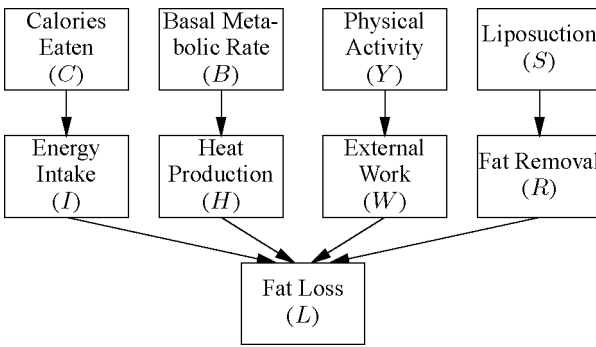 Calories
Eaten
(C)
Basal Meta-
bolic Rate
(B)
Physical
Activity
(Y)
Liposuction
(S)
Energy
Intake
(I)
Heat
Production
(H)
External
Work
(W)
Fat Removal
(R)
Fat Loss
(L)